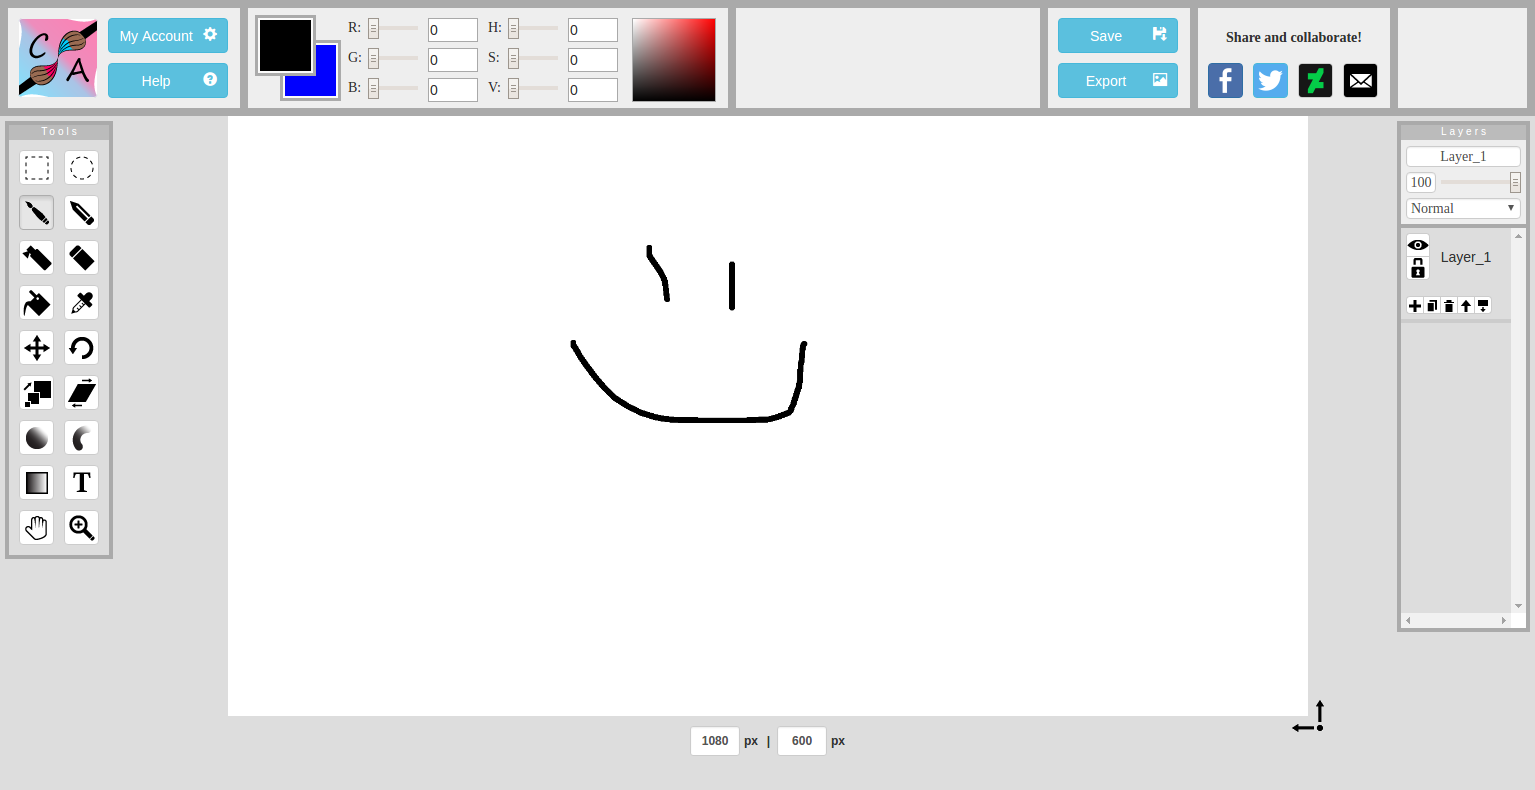 C A
My Account
Help
R: 0
G: 0
B: 0
H: 0
S: 0
V: 0
Save
Export
Share and collaborate!
Tools
T
Layers
Layer_1
100
Normal
Layer_1
1080 px | 600 px